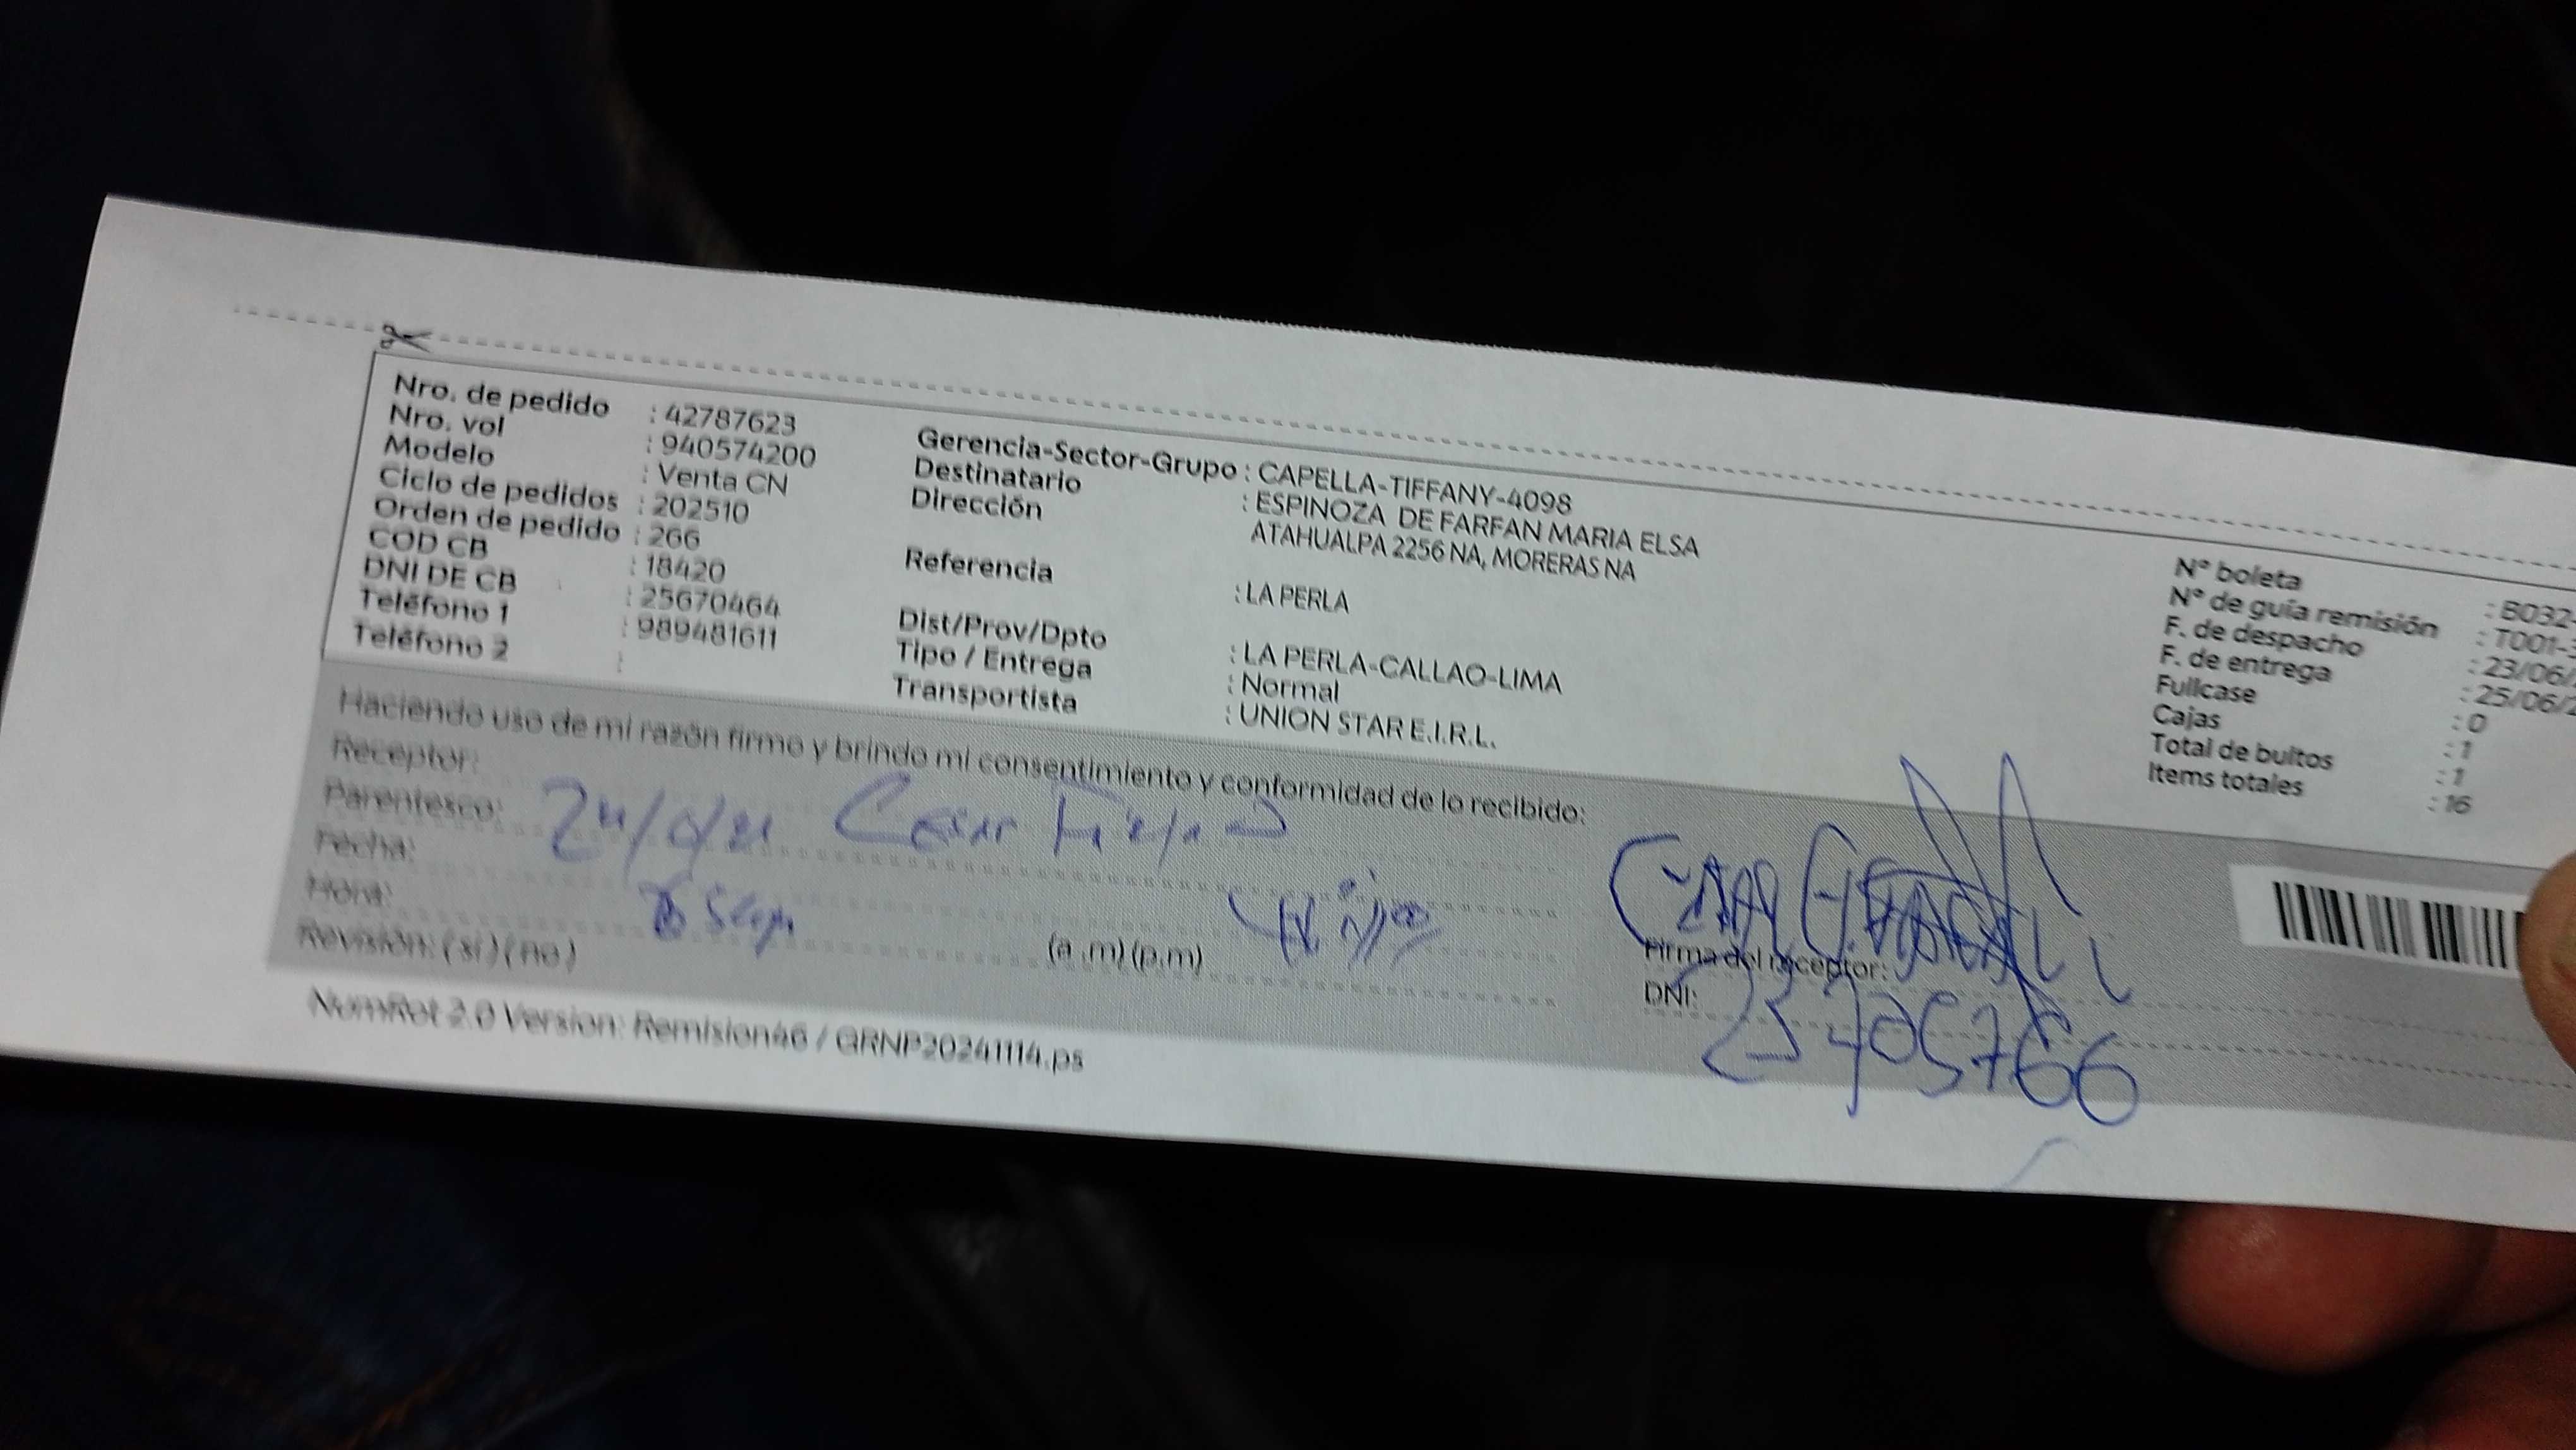 Nro. de pedido : 42787623
Nro. vol : 940574200
Modelo : Venta CN
Ciclo de pedidos : 202510
Orden de pedido : 266
COD CB : 18420
DNI DE CB : 25670464
Teléfono 1 : 989481611
Teléfono 2 :
Gerencia-Sector-Grupo : CAPELLA-TIFFANY-4098
Destinatario : ESPINOZA DE FARFAN MARIA ELSA
Dirección ATAHUALPA 2256 NA, MORERAS NA
Referencia : LA PERLA
Dist/Prov/Dpto : LA PERLA-CALLAO-LIMA
Tipo / Entrega : Normal
Transportista : UNION STAR E.I.R.L.
N° boleta : B032-
N° de guía remisión : T001-
F. de despacho : 23/06/
F. de entrega : 25/06/2
Fullcase : 0
Cajas : 1
Total de bultos : 1
Items totales : 16
Haciendo uso de mi razón firmo y brindo mi consentimiento y conformidad de lo recibido:
Receptor:
Parentesco:
Fecha:
Hora: (a .m) (p.m)
Revisión: ( si ) ( no )
Firma del receptor:
DNI: 25705766
NumRot 2.0 Version: Remision46 / GRNP20241114.ps